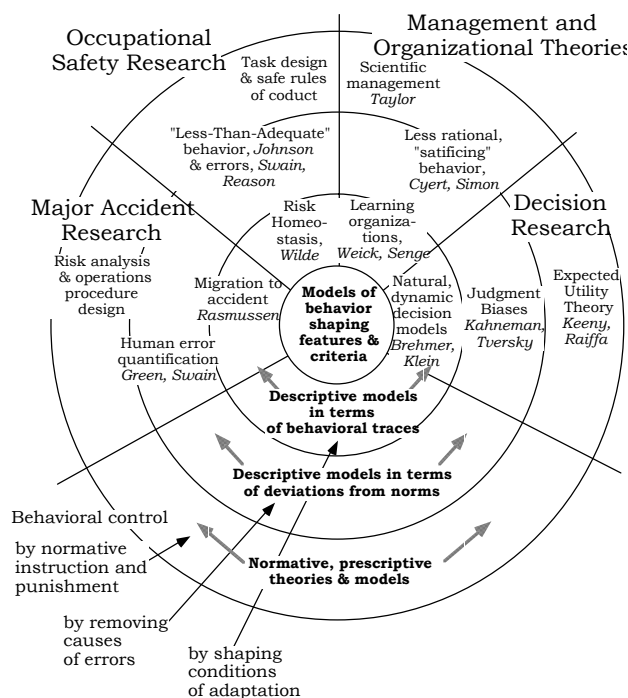 Occupational
Safety Research
Management and
Organizational Theories
Task design
& safe rules
of coduct
Scientific
management
Taylor
"Less-Than-Adequate"
behavior, Johnson
& errors, Swain,
Reason
Less rational,
"satificing"
behavior,
Cyert, Simon
Major Accident
Research
Risk analysis
& operations
procedure
design
Risk
Homeo-
stasis,
Wilde
Learning
organiza-
tions,
Weick, Senge
Decision
Research
Expected
Utility
Theory
Keeny,
Raiffa
Migration to
accident
Rasmussen
Models of
behavior
shaping
features &
criteria
Natural,
dynamic
decision
models
Brehmer,
Klein
Judgment
Biases
Kahneman,
Tversky
Human error
quantification
Green, Swain
Descriptive models
in terms
of behavioral traces
Descriptive models in terms
of deviations from norms
Normative, prescriptive
theories & models
Behavioral control
by normative
instruction and
punishment
by removing
causes
of errors
by shaping
conditions
of adaptation